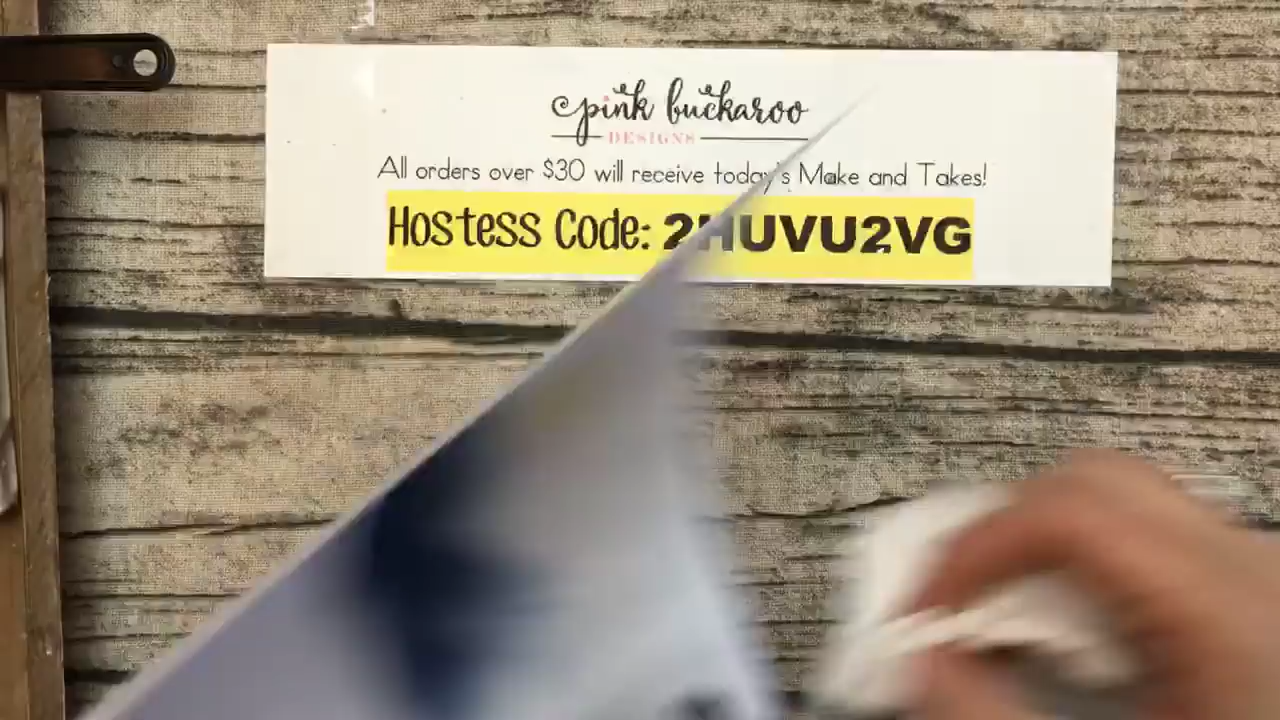 pink buckaroo
DESIGNS
All orders over $30 will receive today's Make and Takes!
Hostess Code: 2HUVU2VG